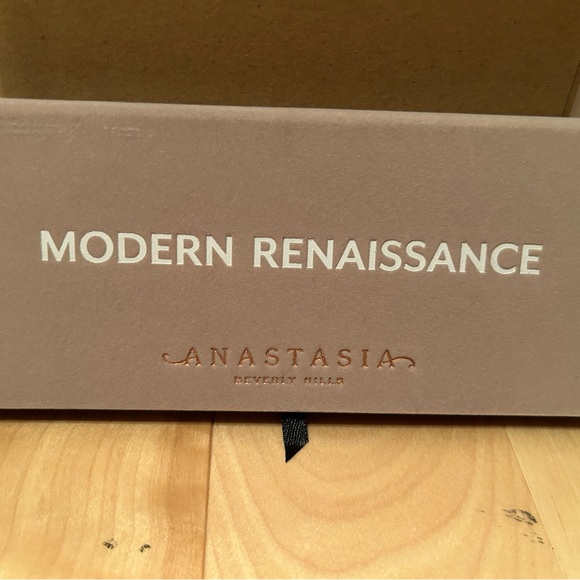 MODERN RENAISSANCE
ANASTASIA
BEVERLY HILLS